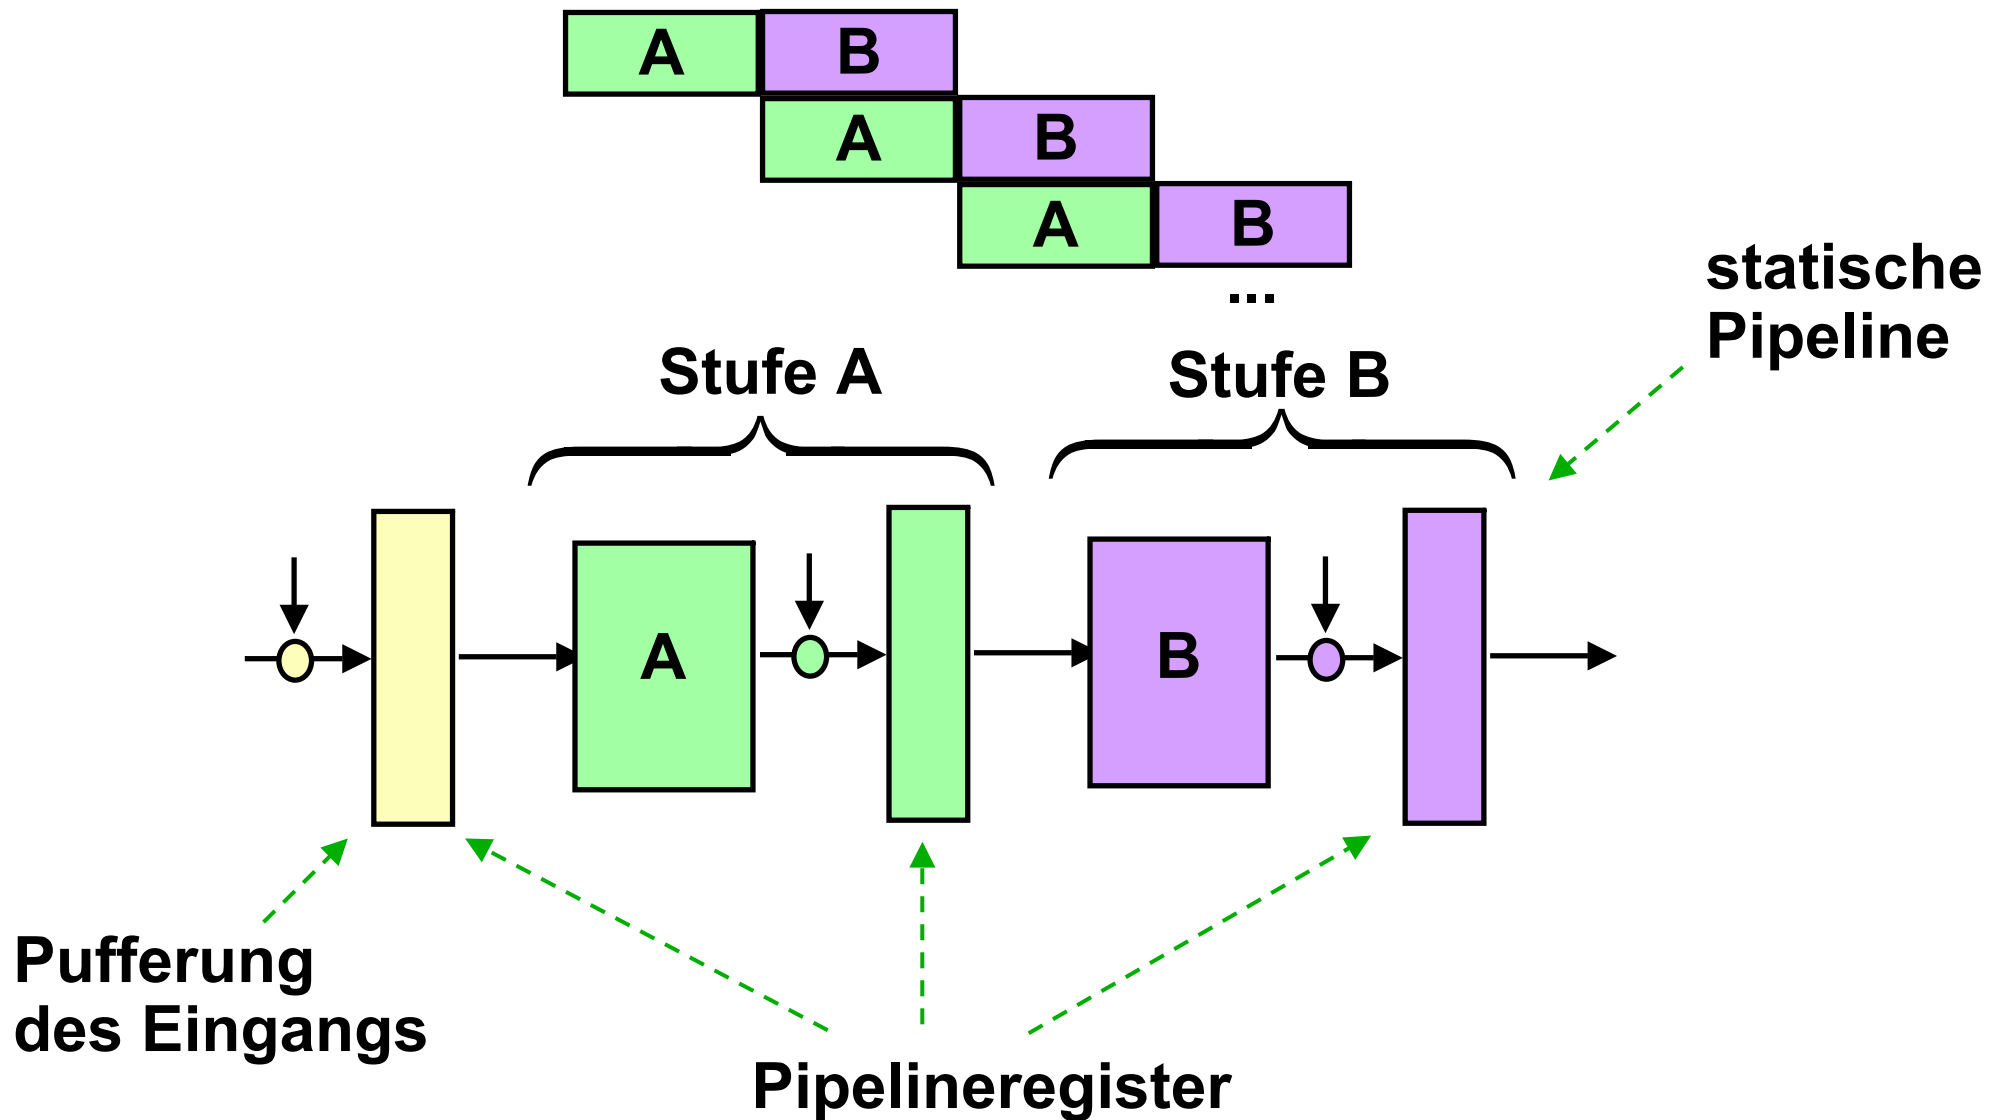 A B
A B
A B
...
statische
Pipeline
Stufe A Stufe B
A B
Pufferung
des Eingangs
Pipelineregister